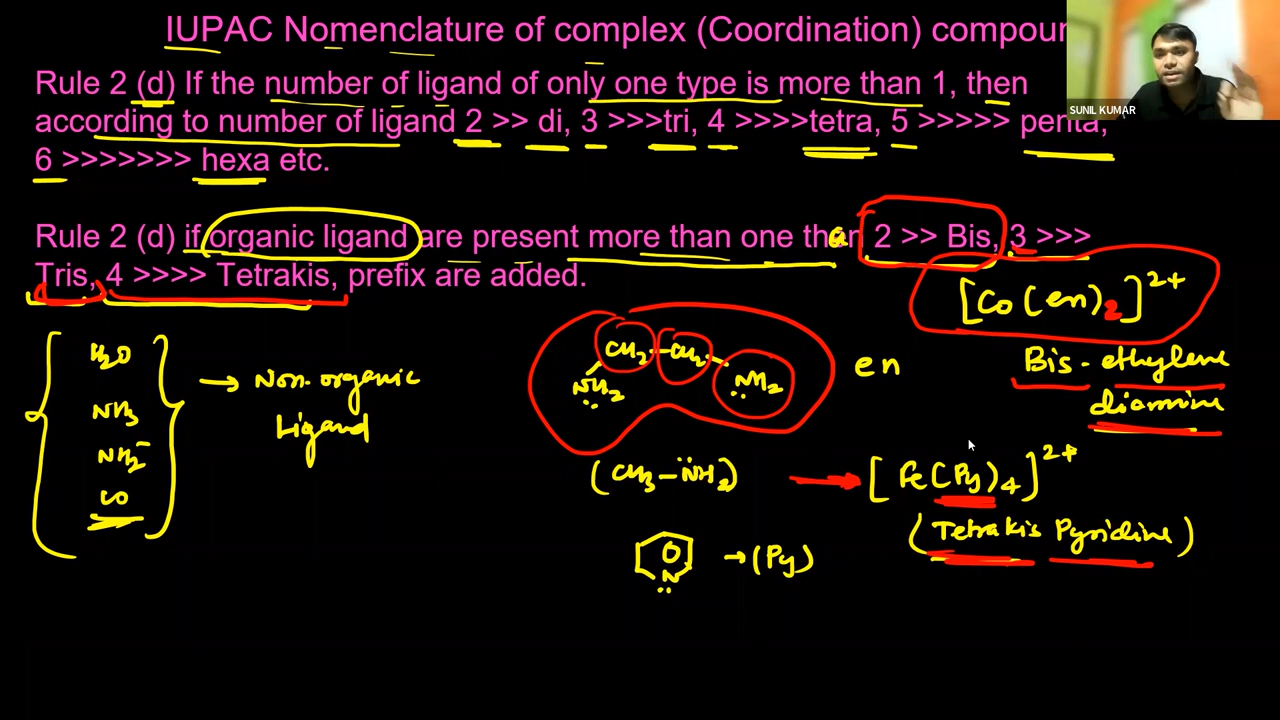 IUPAC Nomenclature of complex (Coordination) compoun
SUNIL KUMAR
Rule 2 (d) If the number of ligand of only one type is more than 1, then
according to number of ligand 2 >> di, 3 >>>tri, 4 >>>>tetra, 5 >>>>> penta,
6 >>>>>>> hexa etc.
Rule 2 (d) if organic ligand are present more than one than 2 >> Bis, 3 >>>
Tris, 4 >>>> Tetrakis, prefix are added.
[Co(en)2]2+
H2O
NH3
NH2-
CO
→ Non-organic
Ligand
CH2-CH2-
NH2 NH2
en
Bis-ethylene
diamine
(CH3-NH2)
[Fe(Py)4]2+
(Tetrakis Pyridine)
N
→(Py)